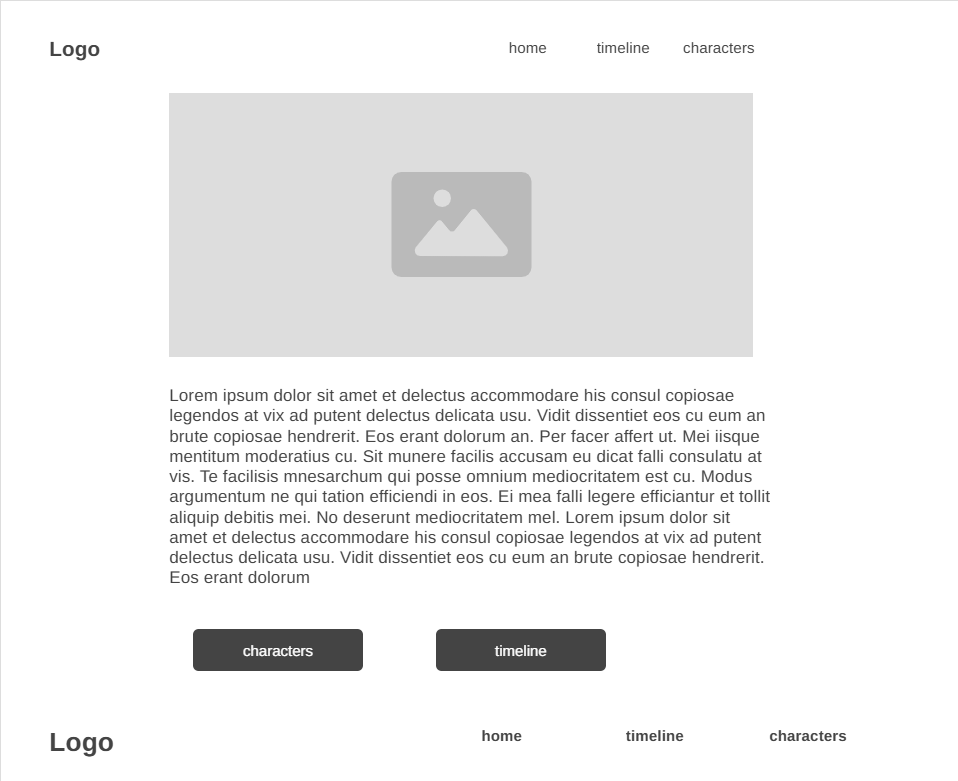 Logo
home timeline characters
Lorem ipsum dolor sit amet et delectus accommodare his consul copiosae
legendos at vix ad putent delectus delicata usu. Vidit dissentiet eos cu eum an
brute copiosae hendrerit. Eos erant dolorum an. Per facer affert ut. Mei iisque
mentitum moderatius cu. Sit munere facilis accusam eu dicat falli consulatu at
vis. Te facilisis mnesarchum qui posse omnium mediocritatem est cu. Modus
argumentum ne qui tation efficiendi in eos. Ei mea falli legere efficiantur et tollit
aliquip debitis mei. No deserunt mediocritatem mel. Lorem ipsum dolor sit
amet et delectus accommodare his consul copiosae legendos at vix ad putent
delectus delicata usu. Vidit dissentiet eos cu eum an brute copiosae hendrerit.
Eos erant dolorum
characters timeline
Logo
home timeline characters